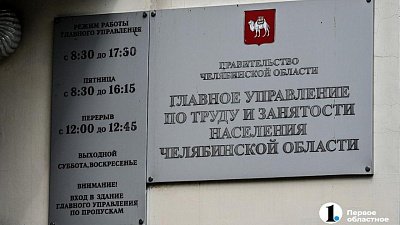 РЕЖИМ РАБОТЫ
ГЛАВНОГО УПРАВЛЕНИЯ
с 8:30 до 17:30
ПЯТНИЦА
с 8:30 до 16:15
ПЕРЕРЫВ
с 12:00 до 12:45
ВЫХОДНОЙ
СУББОТА, ВОСКРЕСЕНЬЕ
ВНИМАНИЕ!
ВХОД В ЗДАНИЕ
ГЛАВНОГО УПРАВЛЕНИЯ
ПО ПРОПУСКАМ
ПРАВИТЕЛЬСТВО
ЧЕЛЯБИНСКОЙ ОБЛАСТИ
ГЛАВНОЕ УПРАВЛЕНИЕ
ПО ТРУДУ И ЗАНЯТОСТИ
НАСЕЛЕНИЯ
ЧЕЛЯБИНСКОЙ ОБЛАСТИ
1.
Первое
областное